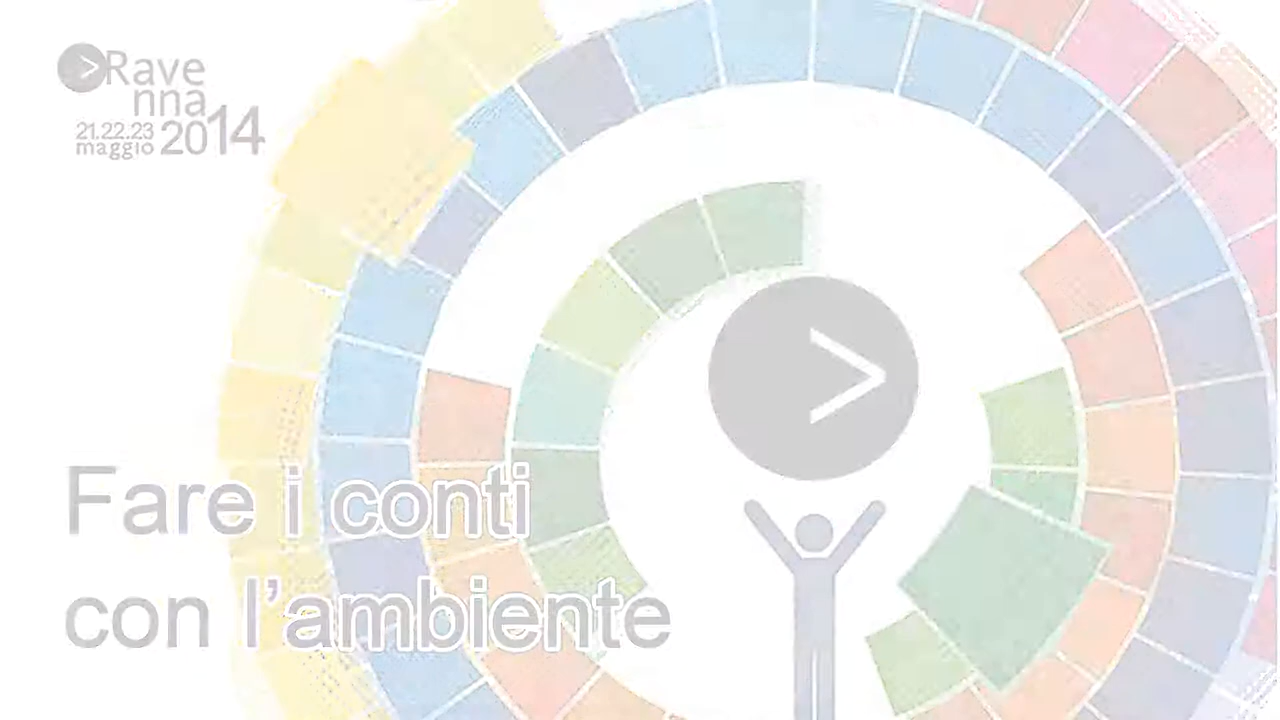 Rave
nna
21.22.23
maggio 2014
Fare i conti
con l'ambiente